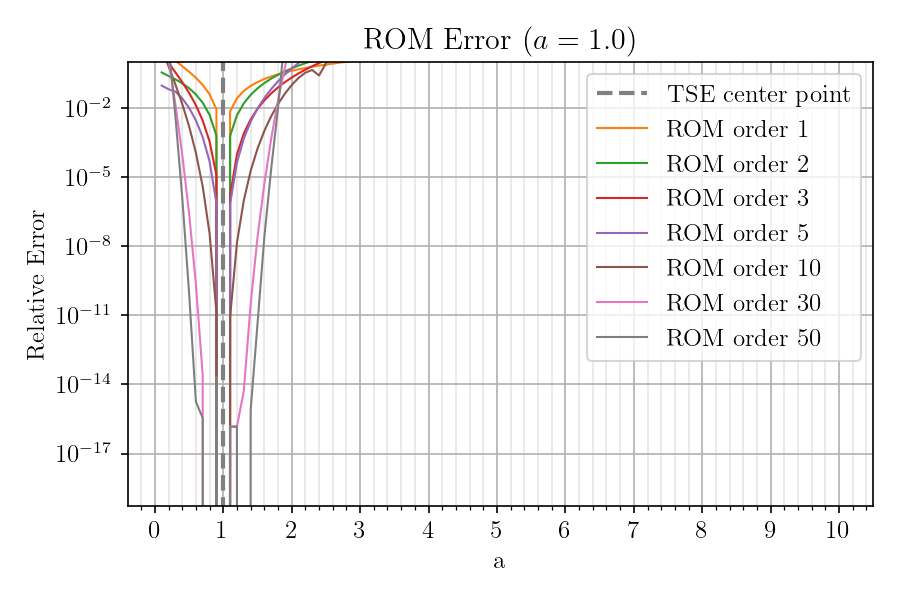 ROM Error (a = 1.0)
Relative Error
10⁻²
10⁻⁵
10⁻⁸
10⁻¹¹
10⁻¹⁴
10⁻¹⁷
TSE center point
ROM order 1
ROM order 2
ROM order 3
ROM order 5
ROM order 10
ROM order 30
ROM order 50
0 1 2 3 4 5 6 7 8 9 10
a